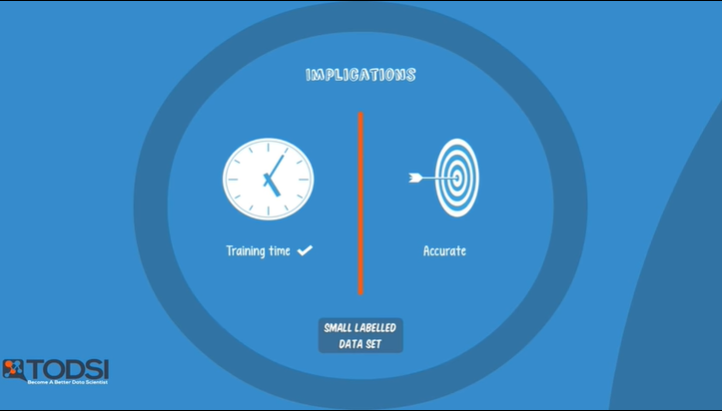 IMPLICATIONS
Training time
Accurate
SMALL LABELLED
DATA SET
TODSI
Become A Better Data Scientist